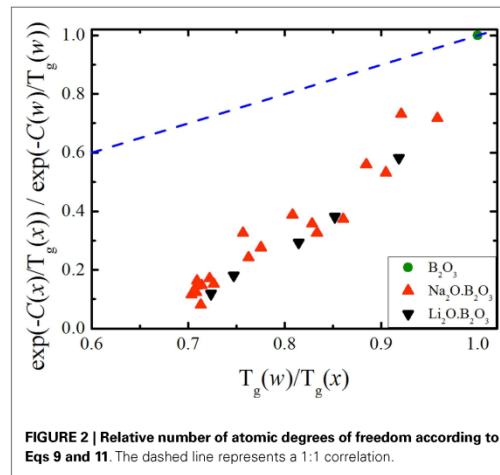 exp(-C(x)/Tg(x)) / exp(-C(w)/Tg(w))
1.0
0.8
0.6
0.4
0.2
0.0
B₂O₃
Na₂O.B₂O₃
Li₂O.B₂O₃
0.6 0.7 0.8 0.9 1.0
Tg(w)/Tg(x)
FIGURE 2 | Relative number of atomic degrees of freedom according to
Eqs 9 and 11. The dashed line represents a 1:1 correlation.